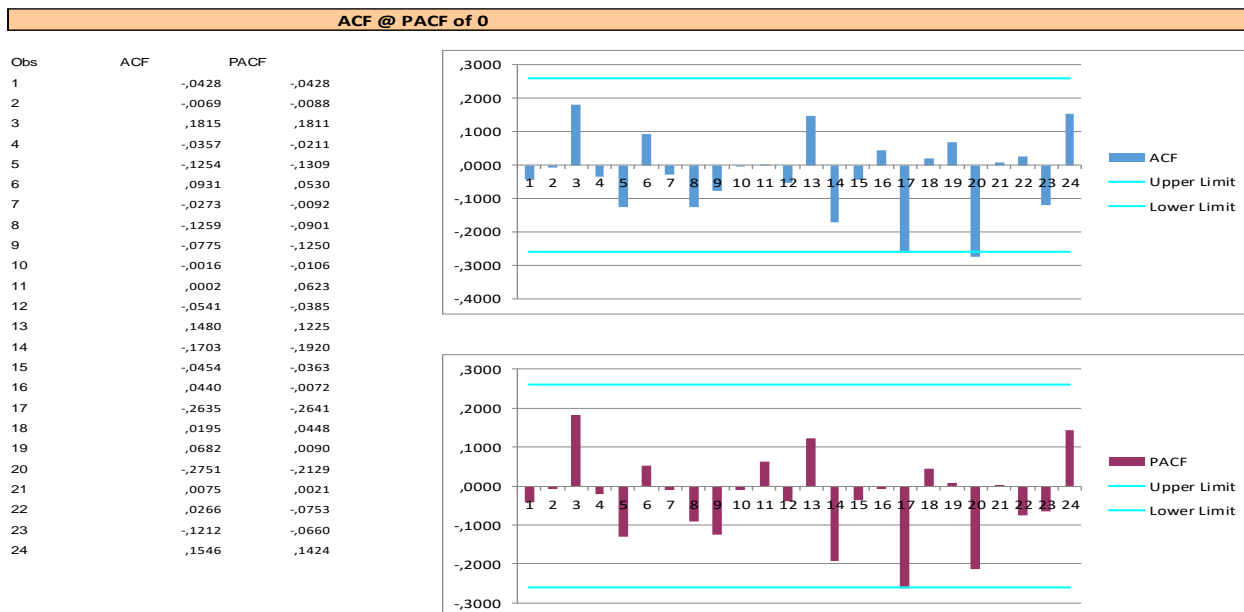 ACF @ PACF of 0
Obs ACF PACF
1 -,0428 -,0428
2 -,0069 -,0088
3 ,1815 ,1811
4 -,0357 -,0211
5 -,1254 -,1309
6 ,0931 ,0530
7 -,0273 -,0092
8 -,1259 -,0901
9 -,0775 -,1250
10 -,0016 -,0106
11 ,0002 ,0623
12 -,0541 -,0385
13 ,1480 ,1225
14 -,1703 -,1920
15 -,0454 -,0363
16 ,0440 -,0072
17 -,2635 -,2641
18 ,0195 ,0448
19 ,0682 ,0090
20 -,2751 -,2129
21 ,0075 ,0021
22 ,0266 -,0753
23 -,1212 -,0660
24 ,1546 ,1424
,3000
,2000
,1000
,0000
-,1000
-,2000
-,3000
-,4000
1 2 3 4 5 6 7 8 9 10 11 12 13 14 15 16 17 18 19 20 21 22 23 24
ACF
Upper Limit
Lower Limit
,3000
,2000
,1000
,0000
-,1000
-,2000
-,3000
1 2 3 4 5 6 7 8 9 10 11 12 13 14 15 16 17 18 19 20 21 22 23 24
PACF
Upper Limit
Lower Limit